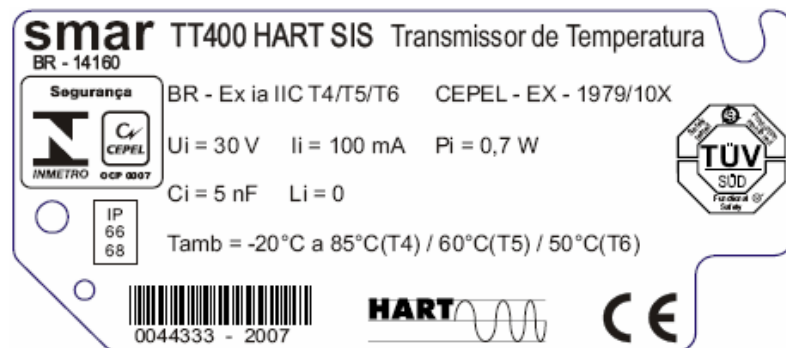 smar TT400 HART SIS Transmissor de Temperatura
BR - 14160
Segurança
BR - Ex ia IIC T4/T5/T6 CEPEL - EX - 1979/10X
CEPEL
INMETRO OCP 0007
Ui = 30 V Ii = 100 mA Pi = 0,7 W
TÜV
SÜD
Functional
Safety
Ci = 5 nF Li = 0
IP
66
68
Tamb = -20°C a 85°C(T4) / 60°C(T5) / 50°C(T6)
0044333 - 2007
HART
CE